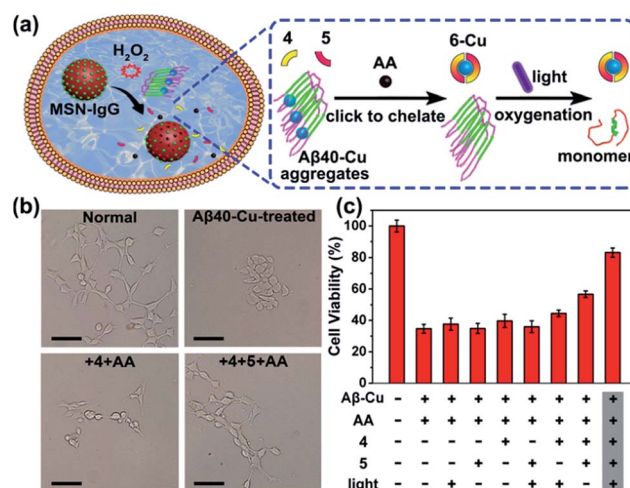 (a)
H2O2
MSN-IgG
4 5
AA
click to chelate
Aβ40-Cu
aggregates
6-Cu
light
oxygenation
monomer
(b)
Normal
Aβ40-Cu-treated
+4+AA
+4+5+AA
(c)
Cell Viability (%)
100
80
60
40
20
0
Aβ-Cu - + + + + + + + +
AA - + + + + + + + +
4 - - - - + - + + +
5 - - - + - + - + +
light - - + - - + + - +